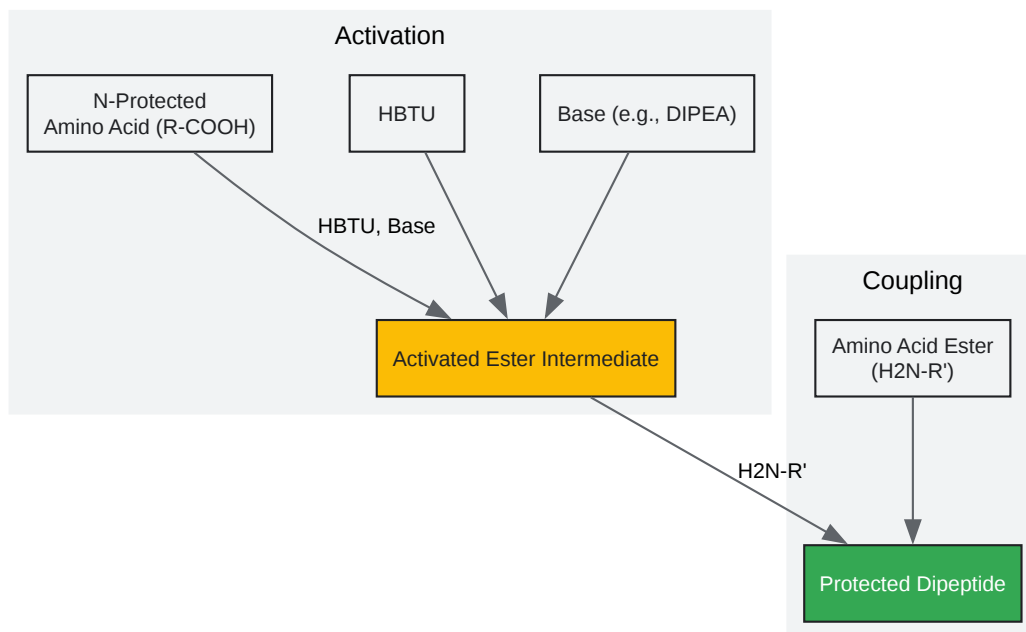 Activation
N-Protected
Amino Acid (R-COOH)
HBTU
Base (e.g., DIPEA)
HBTU, Base
Activated Ester Intermediate
Coupling
Amino Acid Ester
(H2N-R')
H2N-R'
Protected Dipeptide